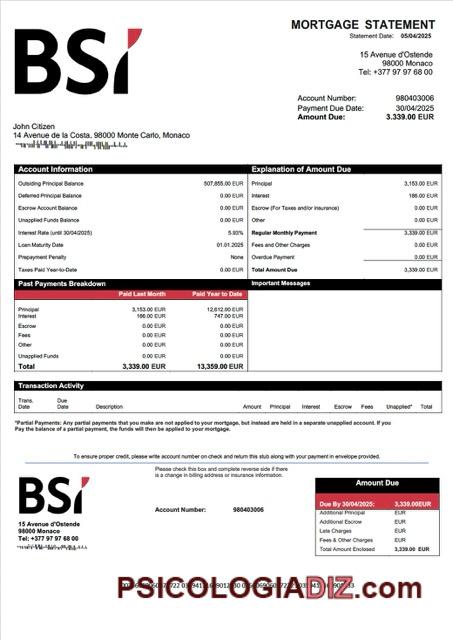 BSi
MORTGAGE STATEMENT
Statement Date: 05/04/2025
15 Avenue d'Ostende
98000 Monaco
Tel: +377 97 97 68 00
Account Number: 980403006
Payment Due Date: 30/04/2025
Amount Due: 3.339.00 EUR
John Citizen
14 Avenue de la Costa, 98000 Monte Carlo, Monaco
Account Information
Outsiding Principal Balance 507,655.00 EUR
Deferred Principal Balance 0.00 EUR
Escrow Account Balance 0.00 EUR
Unapplied Funds Balance 0.00 EUR
Interest Rate (until 30/04/2025) 5.93%
Loan Maturity Date 01.01.2025
Prepayment Penalty None
Taxes Paid Year-to-Date 0.00 EUR
Explanation of Amount Due
Principal 3,153.00 EUR
Interest 186.00 EUR
Escrow (For Taxes and/or insurance) 0.00 EUR
Other 0.00 EUR
Regular Monthly Payment 3,339.00 EUR
Fees and Other Charges 0.00 EUR
Overdue Payment 0.00 EUR
Total Amount Due 3,339.00 EUR
Past Payments Breakdown
Paid Last Month Paid Year to Date
Principal 3,153.00 EUR 12,612.00 EUR
Interest 186.00 EUR 747.00 EUR
Escrow 0.00 EUR 0.00 EUR
Fees 0.00 EUR 0.00 EUR
Other 0.00 EUR 0.00 EUR
Unapplied Funds 0.00 EUR 0.00 EUR
Total 3,339.00 EUR 13,359.00 EUR
Important Messages
Transaction Activity
Trans. Date Due Date Description Amount Principal Interest Escrow Fees Unapplied* Total
*Partial Payments: Any partial payments that you make are not applied to your mortgage, but instead are held in a separate unapplied account. If you
Pay the balance of a partial payment, the funds will then be applied to your mortgage.
To ensure proper credit, please write account number on check and return this stub along with your payment in envelope provided.
BSi
15 Avenue d'Ostende
98000 Monaco
Tel: +377 97 97 68 00
Please check this box and complete reverse side if there
is a change in billing address or insurance information.
Account Number: 980403006
Amount Due
Due By 30/04/2025: 3,339.00EUR
Additional Principal EUR
Additional Escrow EUR
Late Charges EUR
Fees & Other Charges EUR
Total Amount Enclosed 3,339.00 EUR
PSICOLOGIADIZ.com